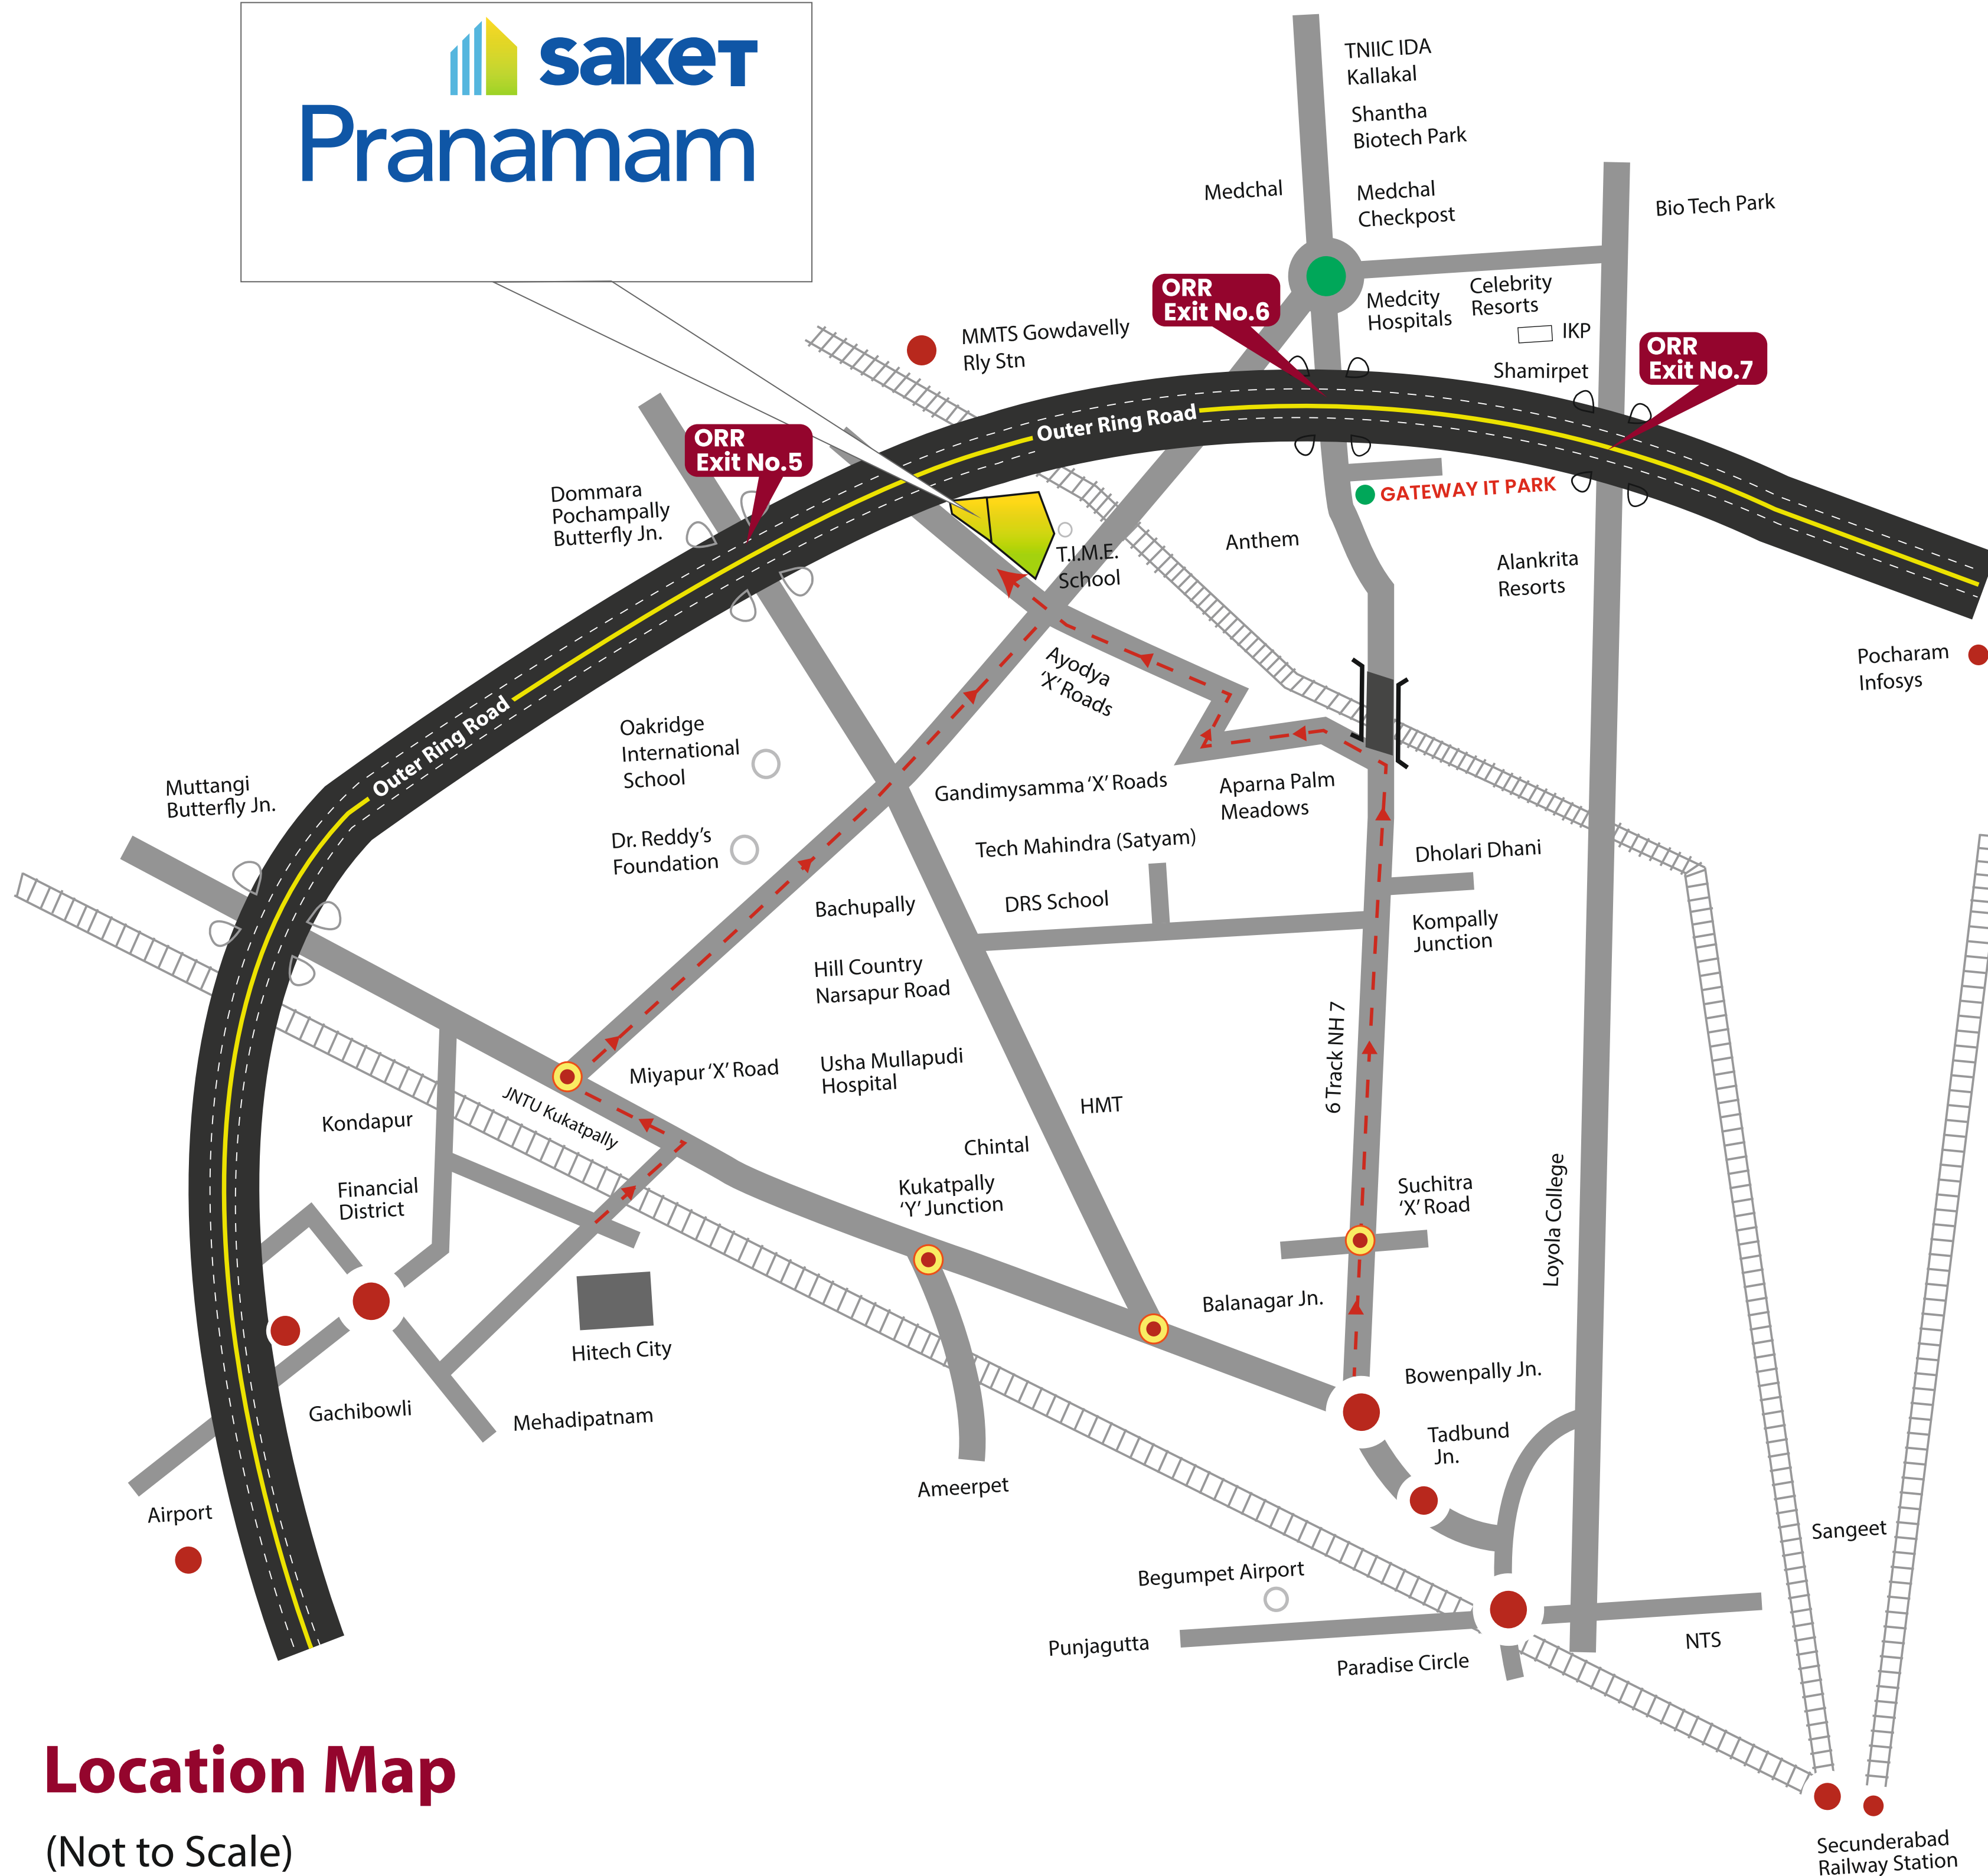 saket
Pranamam
TNIIC IDA
Kallakal
Shantha
Biotech Park
Medchal
Medchal
Checkpost
Bio Tech Park
ORR
Exit No.6
Medcity
Hospitals
Celebrity
Resorts
IKP
Shamirpet
ORR
Exit No.7
MMTS Gowdavelly
Rly Stn
Outer Ring Road
ORR
Exit No.5
Dommara
Pochampally
Butterfly Jn.
GATEWAY IT PARK
Anthem
T.I.M.E.
School
Alankrita
Resorts
Pocharam
Infosys
Ayodya
‘X’ Roads
Oakridge
International
School
Outer Ring Road
Muttangi
Butterfly Jn.
Gandimysamma ‘X’ Roads
Aparna Palm
Meadows
Dr. Reddy’s
Foundation
Tech Mahindra (Satyam)
Dholari Dhani
Bachupally
DRS School
Kompally
Junction
Hill Country
Narsapur Road
6 Track NH 7
Miyapur ‘X’ Road
Usha Mullapudi
Hospital
JNTU Kukatpally
Kondapur
HMT
Chintal
Financial
District
Kukatpally
‘Y’ Junction
Suchitra
‘X’ Road
Loyola College
Balanagar Jn.
Hitech City
Bowenpally Jn.
Gachibowli
Mehadipatnam
Tadbund
Jn.
Ameerpet
Airport
Sangeet
Begumpet Airport
Punjagutta
Paradise Circle
NTS
Location Map
(Not to Scale)
Secunderabad
Railway Station